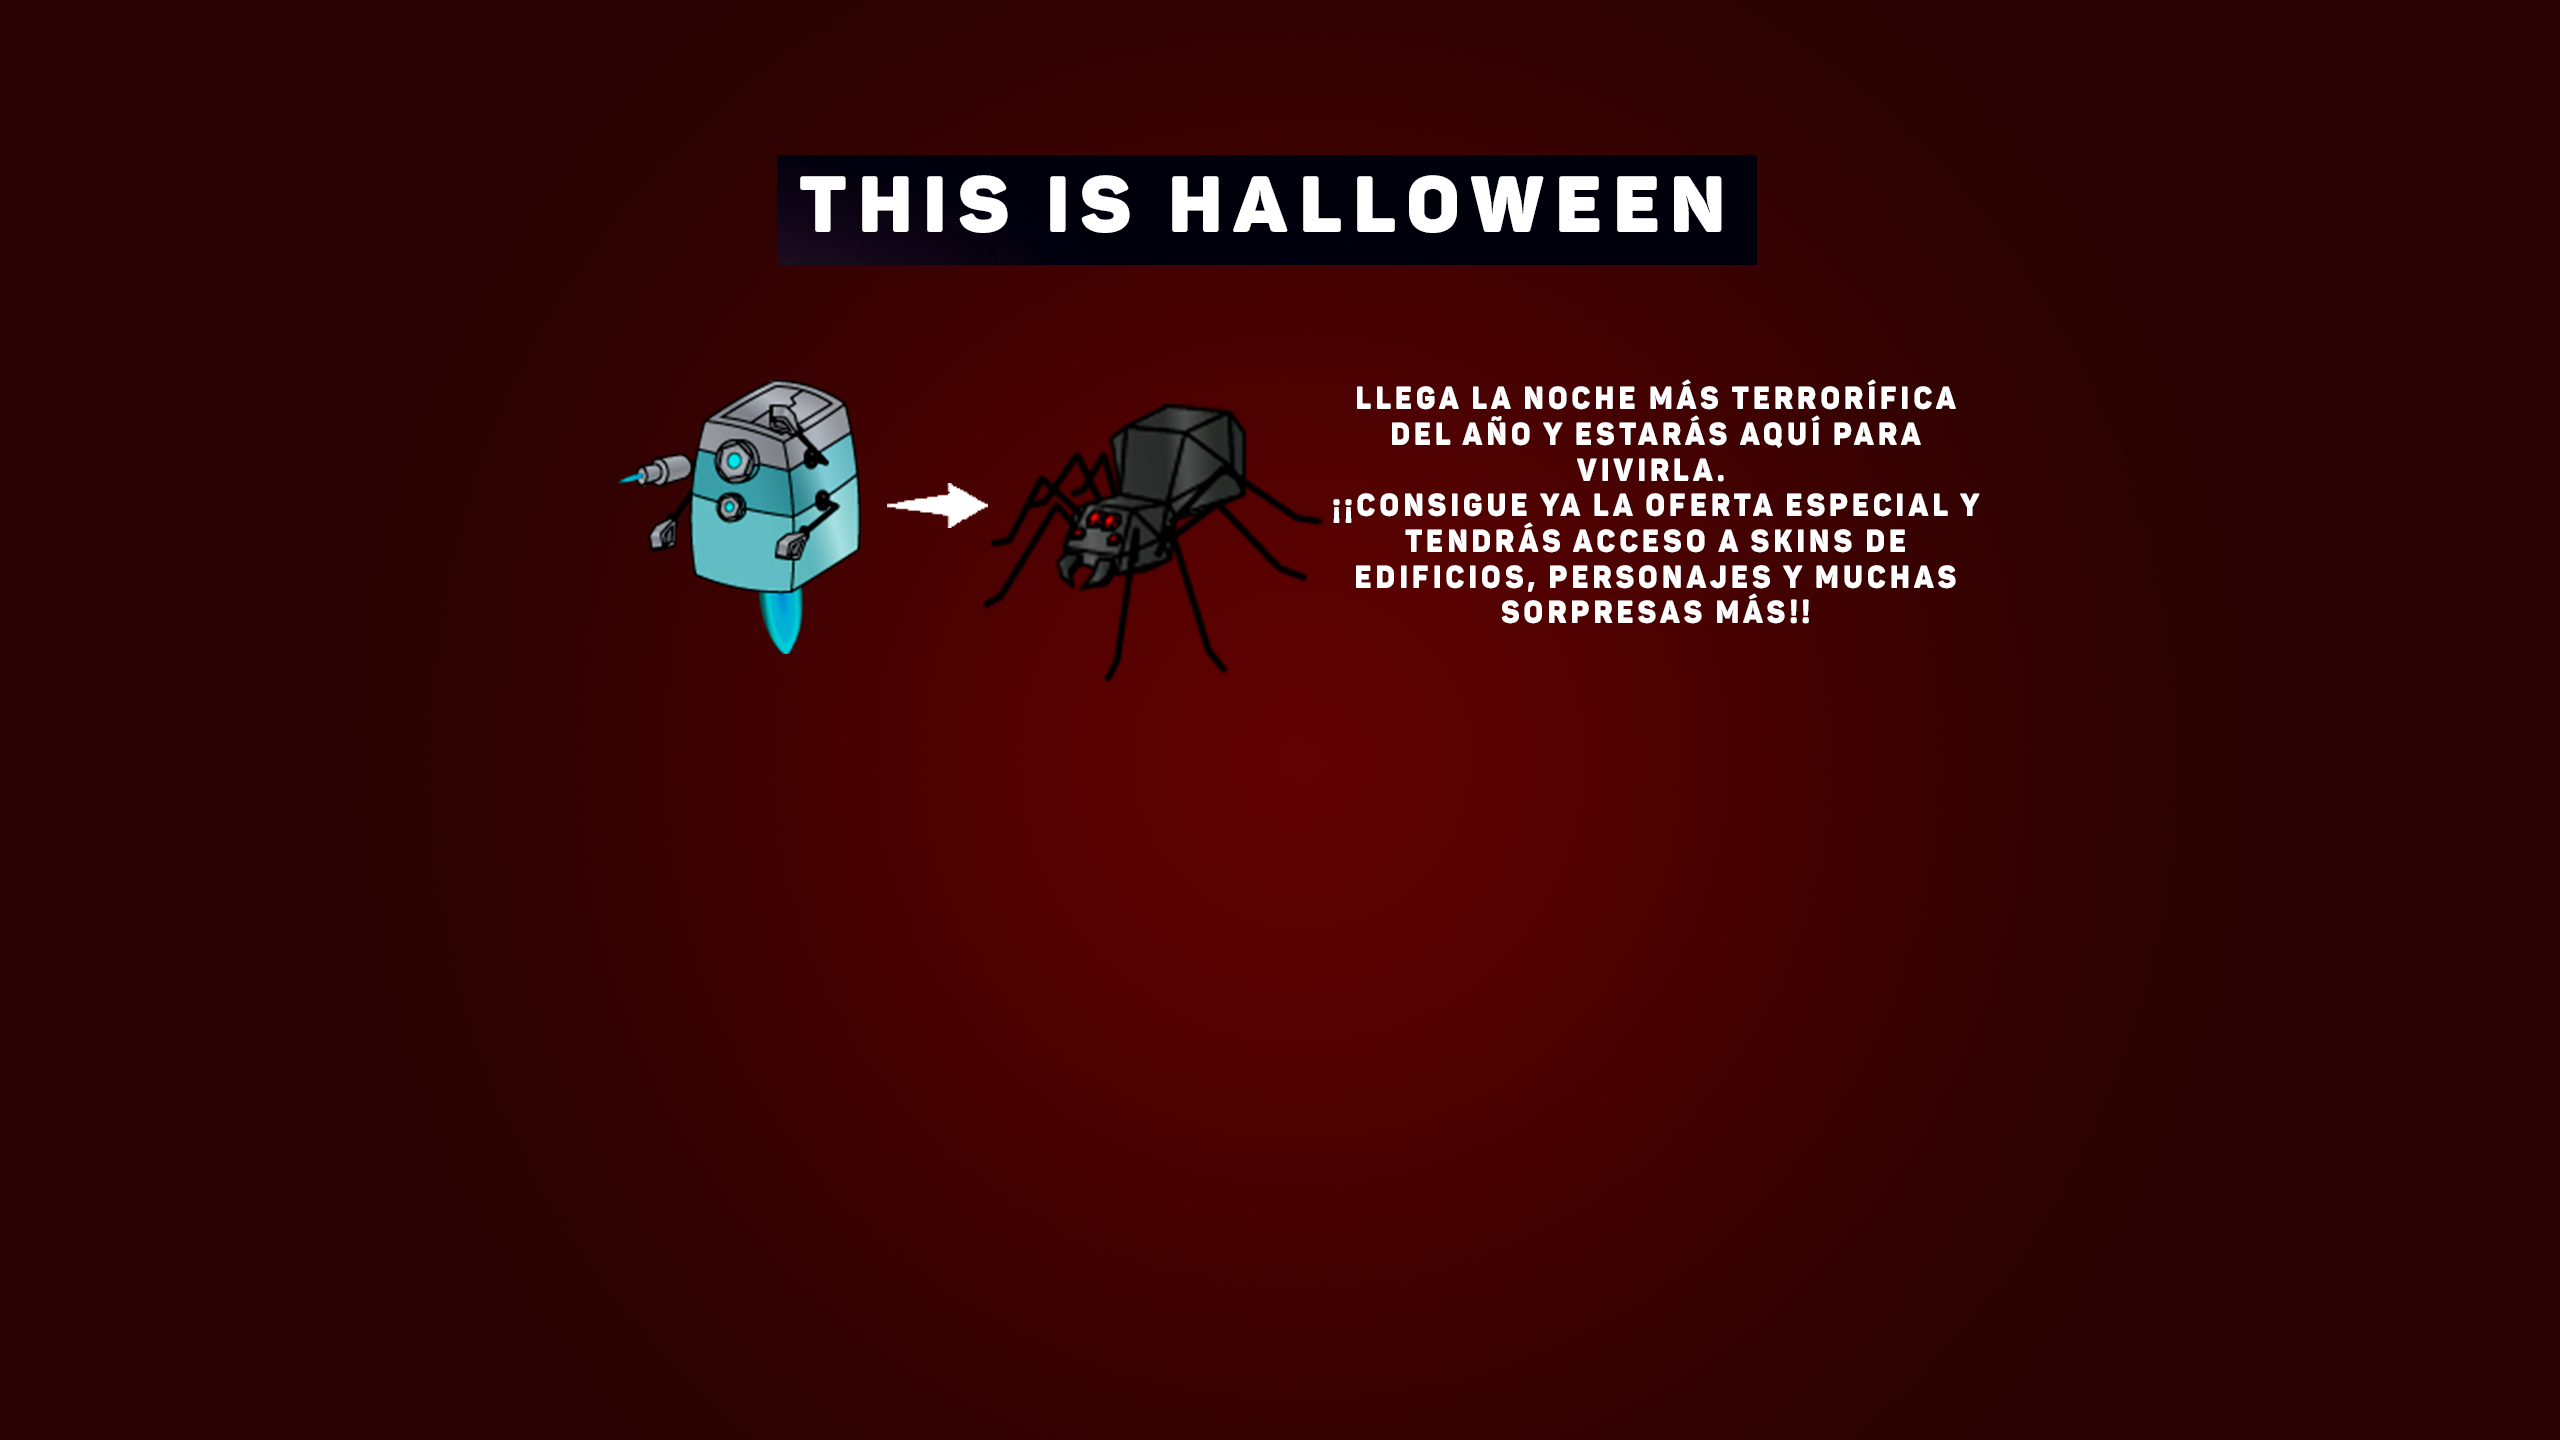 THIS IS HALLOWEEN
LLEGA LA NOCHE MÁS TERRORÍFICA
DEL AÑO Y ESTARÁS AQUÍ PARA
VIVIRLA.
¡¡CONSIGUE YA LA OFERTA ESPECIAL Y
TENDRÁS ACCESO A SKINS DE
EDIFICIOS, PERSONAJES Y MUCHAS
SORPRESAS MÁS!!